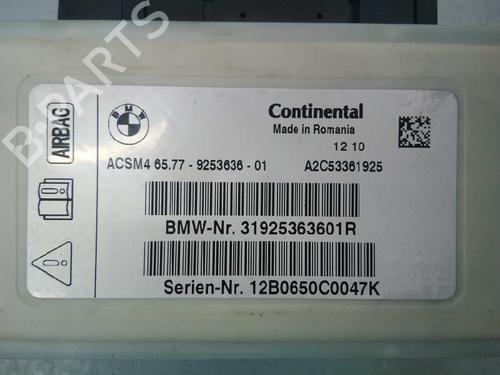 B-PARTS
AIRBAG
BMW
Continental
Made in Romania
12 10
ACSM4 65.77 - 9253636 - 01 A2C53361925
BMW-Nr. 31925363601R
Serien-Nr. 12B0650C0047K